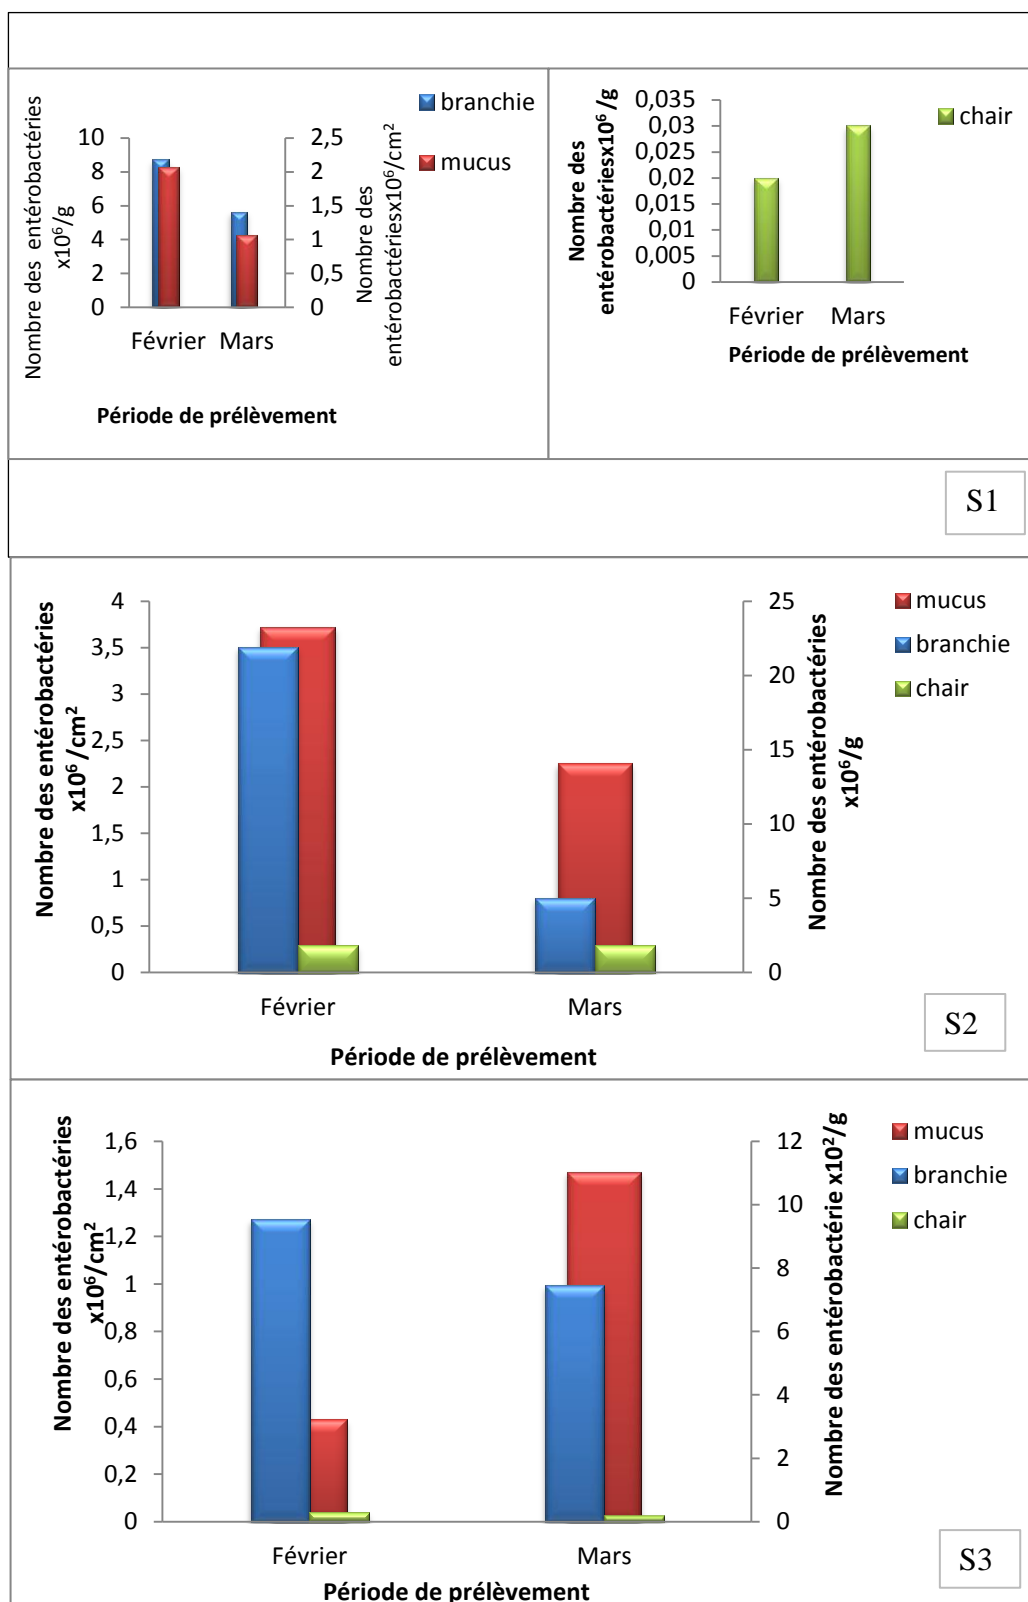 Nombre des entérobactéries
x10⁶/g
10
8
6
4
2
0
2,5
2
1,5
1
0,5
0
Nombre des
entérobactériesx10⁶/cm²
branchie
mucus
Février Mars
Période de prélèvement
Nombre des
entérobactériesx10⁶/g
0,035
0,03
0,025
0,02
0,015
0,01
0,005
0
chair
Février Mars
Période de prélèvement
S1
Nombre des entérobactéries
x10⁶/cm²
4
3,5
3
2,5
2
1,5
1
0,5
0
25
20
15
10
5
0
Nombre des entérobactéries
x10⁶/g
mucus
branchie
chair
Février Mars
Période de prélèvement
S2
Nombre des entérobactéries
x10⁶/cm²
1,6
1,4
1,2
1
0,8
0,6
0,4
0,2
0
12
10
8
6
4
2
0
Nombre des entérobactérie x10²/g
mucus
branchie
chair
Février Mars
Période de prélèvement
S3